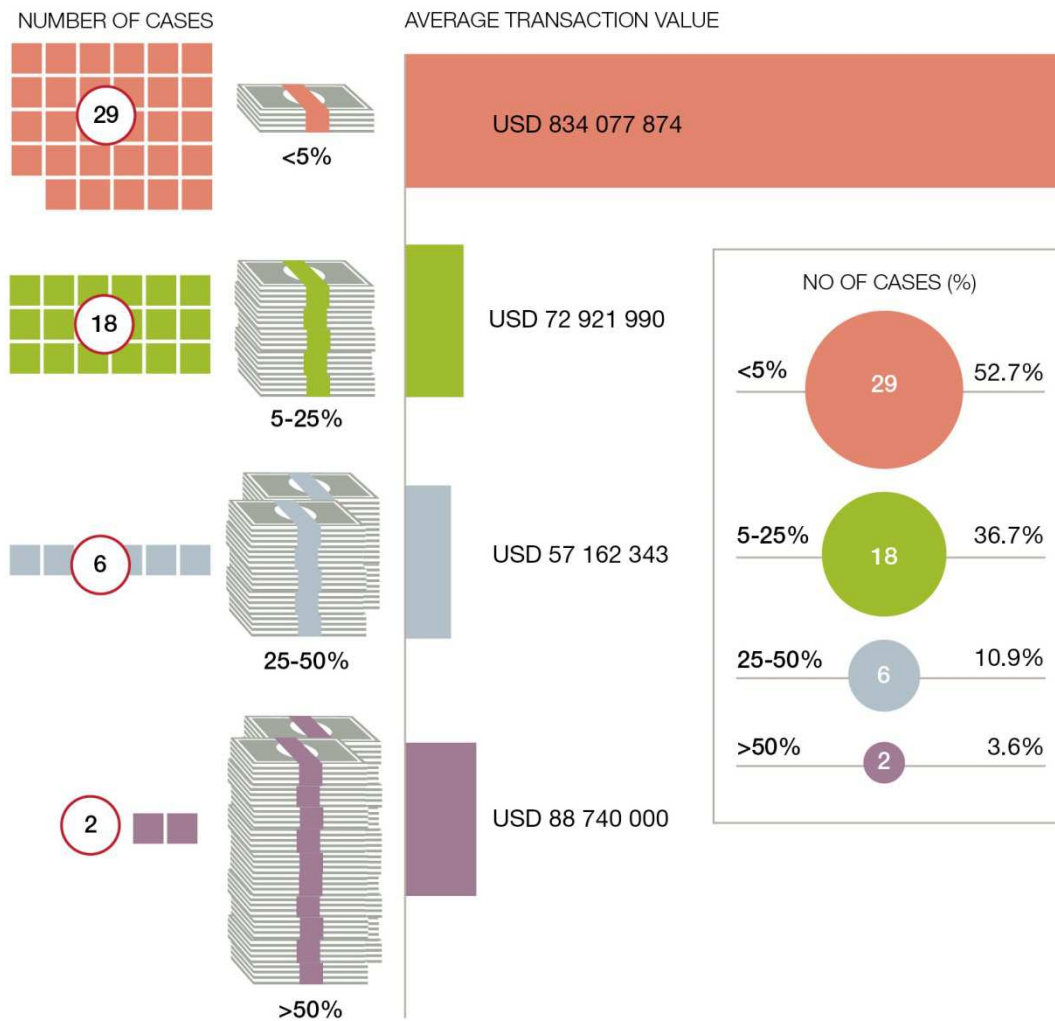 NUMBER OF CASES
AVERAGE TRANSACTION VALUE
29
<5%
USD 834 077 874
18
5-25%
USD 72 921 990
6
25-50%
USD 57 162 343
2
>50%
USD 88 740 000
NO OF CASES (%)
<5% 29 52.7%
5-25% 18 36.7%
25-50% 6 10.9%
>50% 2 3.6%